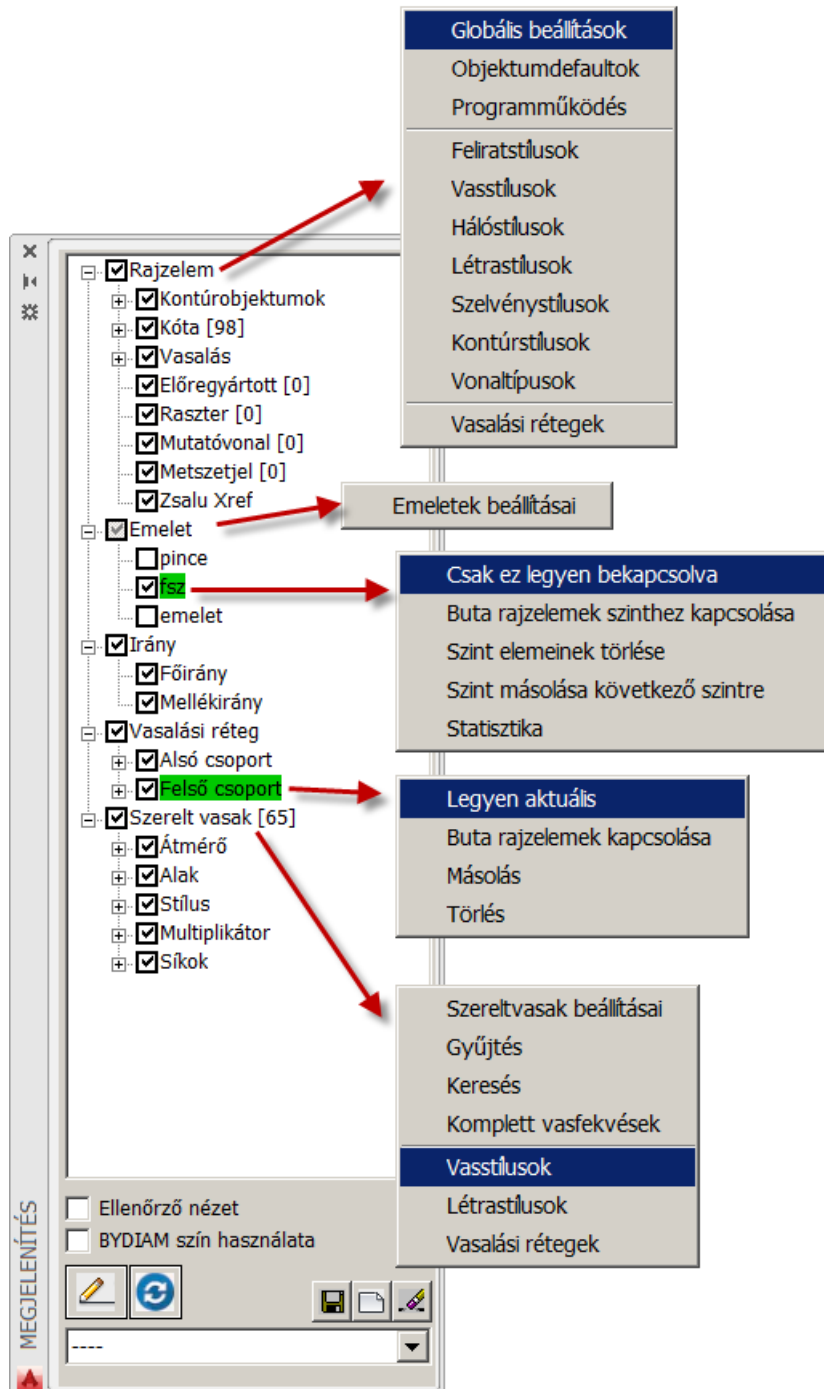 Globális beállítások
Objektumdefaultok
Programműködés
Feliratstílusok
Vasstílusok
Hálóstílusok
Létrastílusok
Szelvénystílusok
Kontúrstílusok
Vonaltípusok
Vasalási rétegek
Rajzelem
Kontúrobjektumok
Kóta [98]
Vasalás
Előregyártott [0]
Raszter [0]
Mutatóvonal [0]
Metszetjel [0]
Zsalu Xref
Emelet
pince
fsz
emelet
Irány
Főirány
Mellékirány
Vasalási réteg
Alsó csoport
Felső csoport
Szerelt vasak [65]
Átmérő
Alak
Stílus
Multiplikátor
Síkok
Emeletek beállításai
Csak ez legyen bekapcsolva
Buta rajzelemek szinthez kapcsolása
Szint elemeinek törlése
Szint másolása következő szintre
Statisztika
Legyen aktuális
Buta rajzelemek kapcsolása
Másolás
Törlés
Szereltvasak beállításai
Gyűjtés
Keresés
Komplett vasfekvések
Vasstílusok
Létrastílusok
Vasalási rétegek
Ellenőrző nézet
BYDIAM szín használata
----
MEGJELENÍTÉS